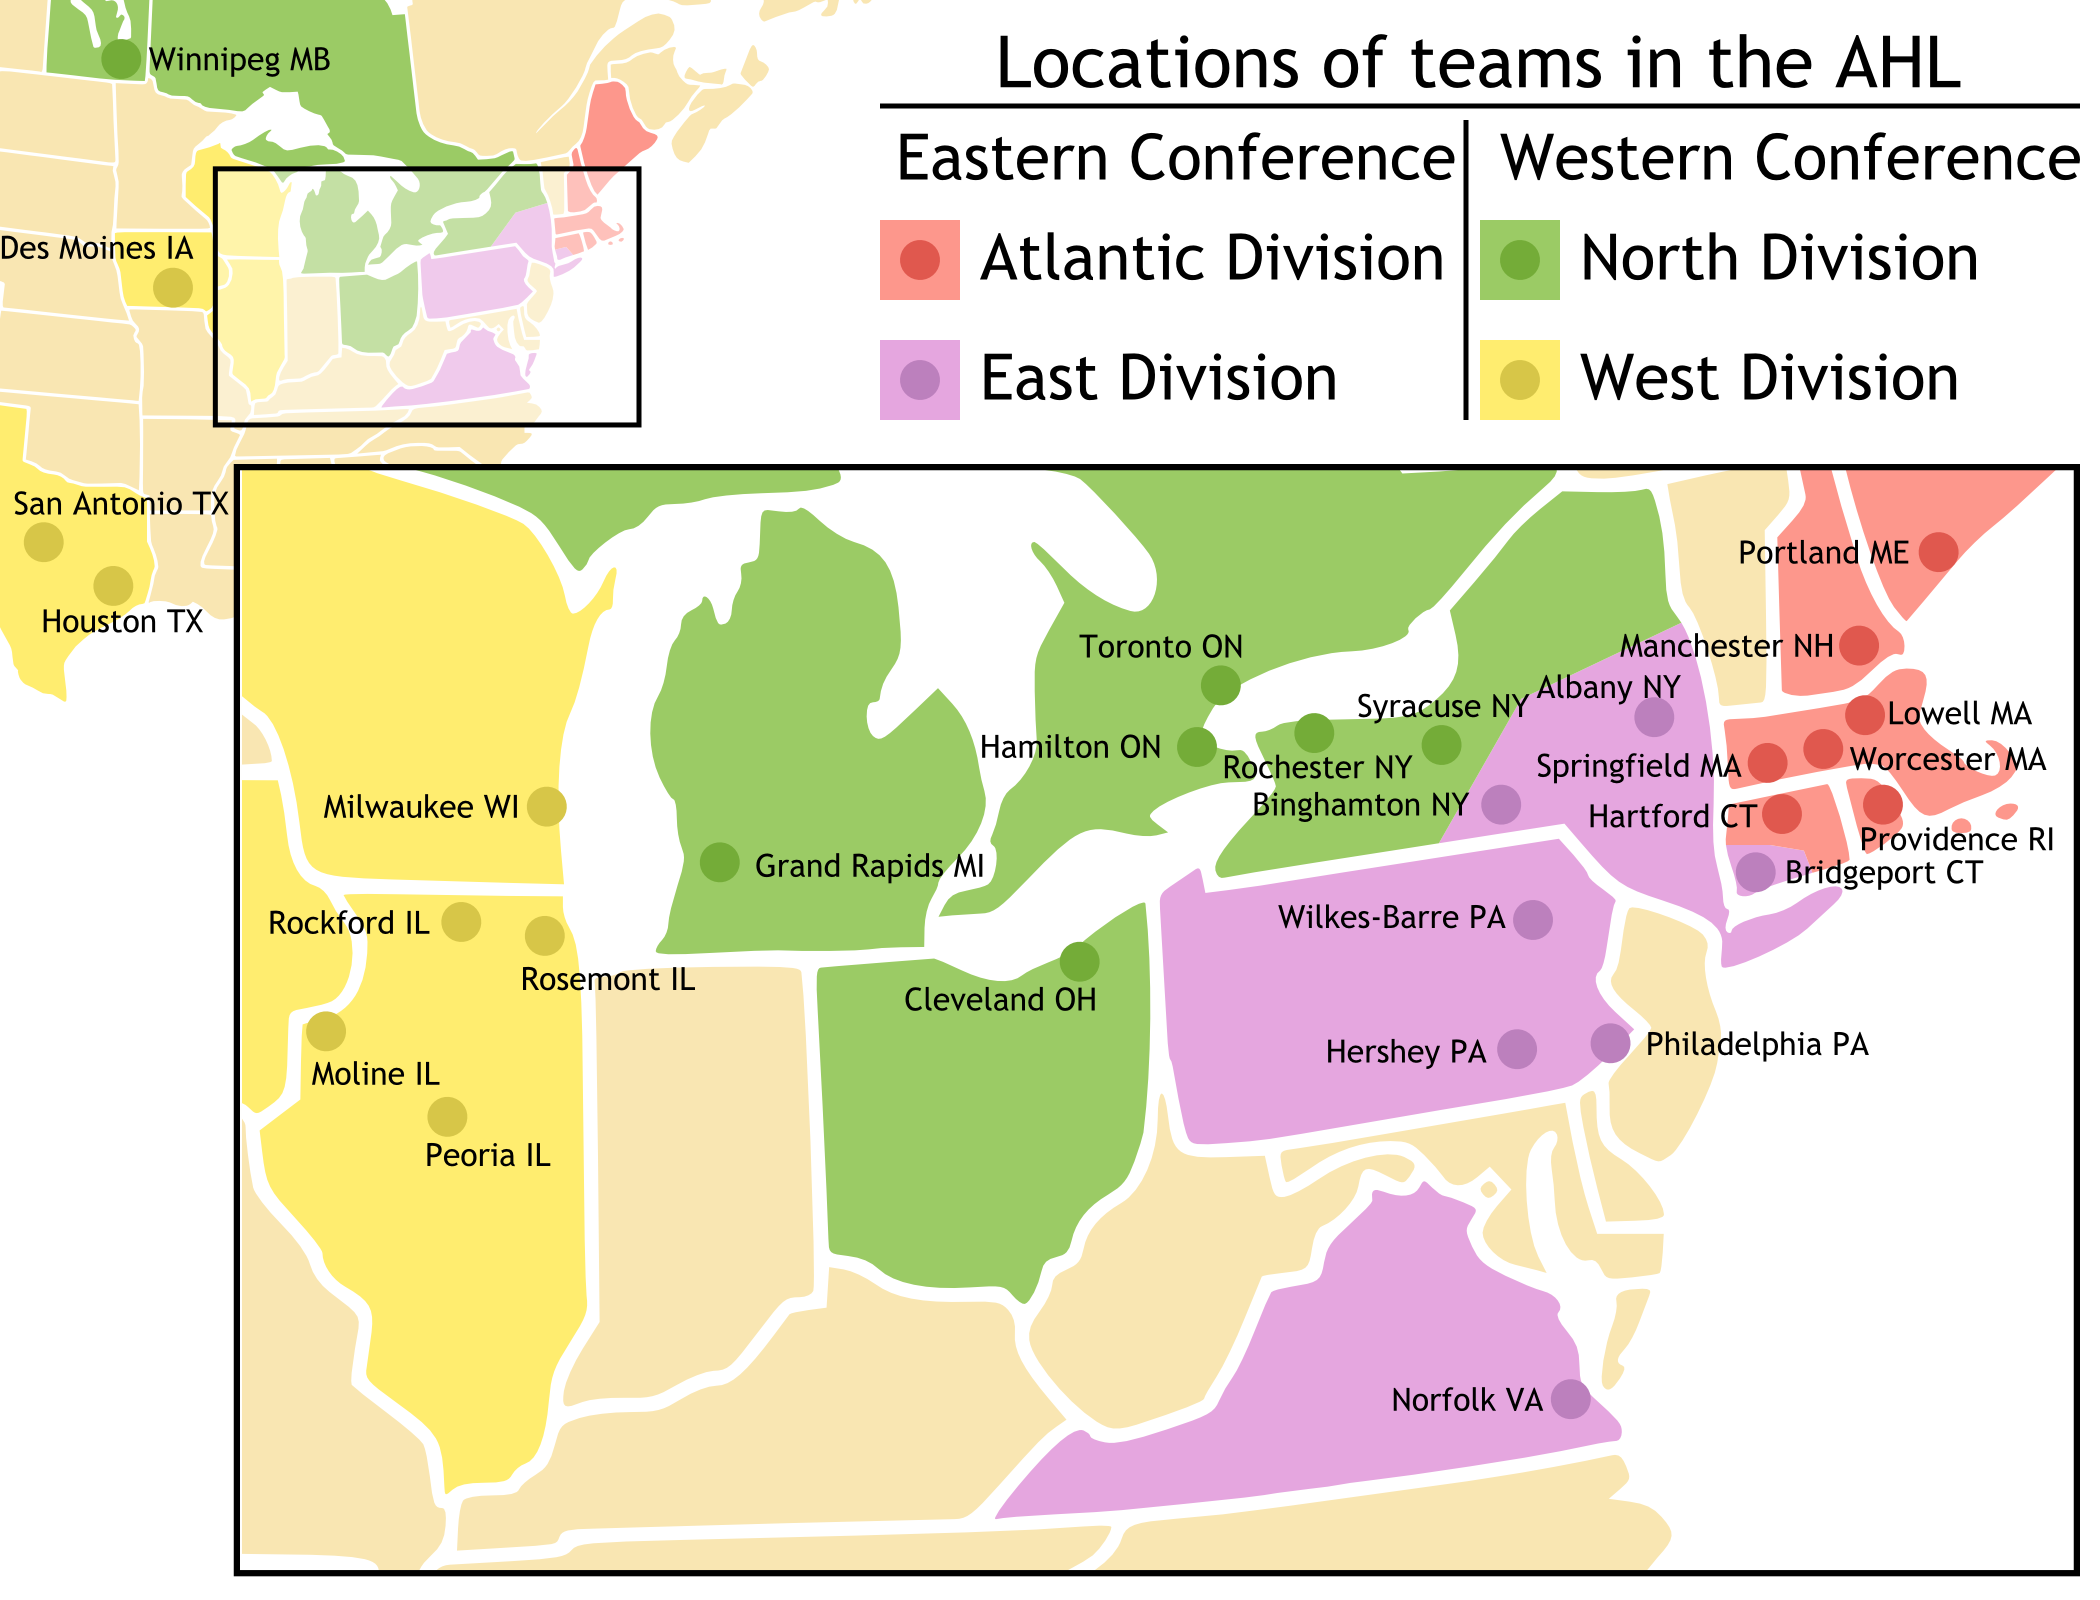 Locations of teams in the AHL
Eastern Conference
Western Conference
Atlantic Division
North Division
East Division
West Division
Winnipeg MB
Des Moines IA
San Antonio TX
Houston TX
Portland ME
Manchester NH
Toronto ON
Albany NY
Syracuse NY
Lowell MA
Hamilton ON
Rochester NY
Springfield MA
Worcester MA
Milwaukee WI
Binghamton NY
Hartford CT
Providence RI
Grand Rapids MI
Bridgeport CT
Rockford IL
Wilkes-Barre PA
Rosemont IL
Cleveland OH
Hershey PA
Philadelphia PA
Moline IL
Peoria IL
Norfolk VA